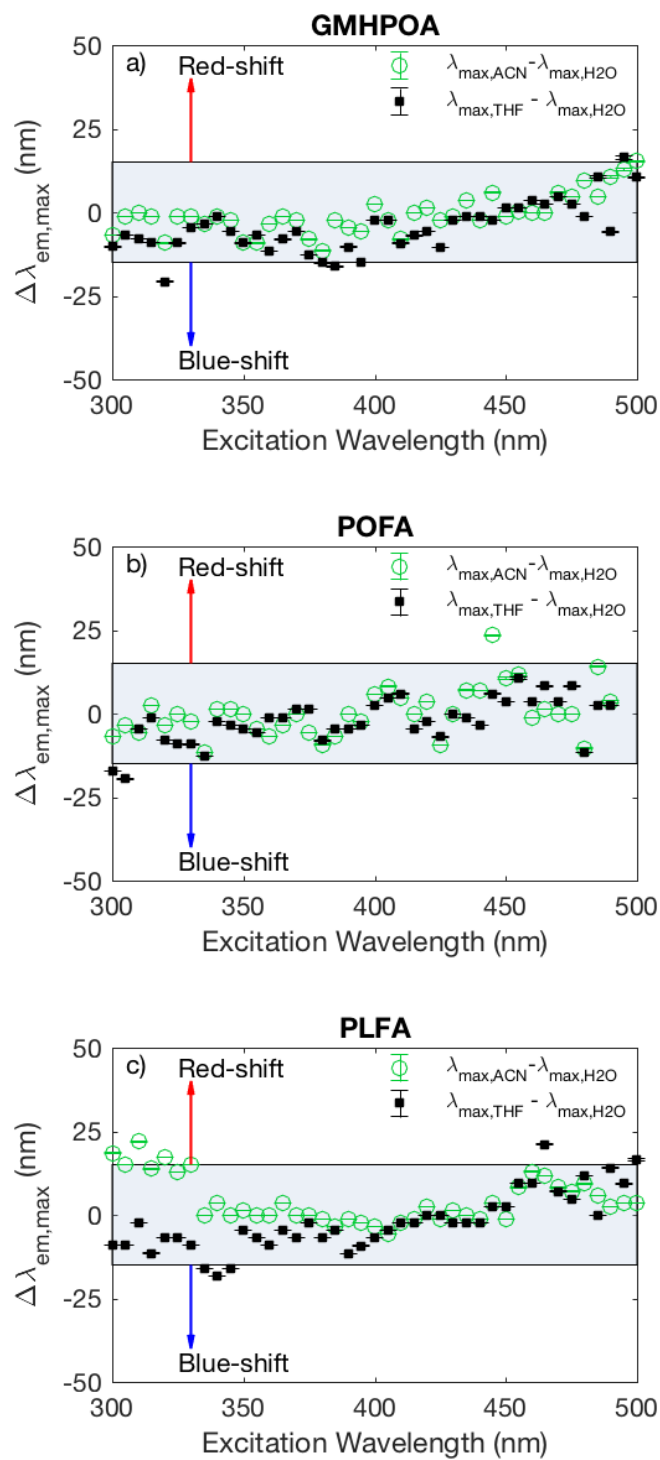 GMHPOA
a)
Red-shift
λmax,ACN-λmax,H2O
λmax,THF - λmax,H2O
Blue-shift
50
25
0
-25
-50
Δλem,max (nm)
300 350 400 450 500
Excitation Wavelength (nm)
POFA
b)
Red-shift
λmax,ACN-λmax,H2O
λmax,THF - λmax,H2O
Blue-shift
50
25
0
-25
-50
Δλem,max (nm)
300 350 400 450 500
Excitation Wavelength (nm)
PLFA
c)
Red-shift
λmax,ACN-λmax,H2O
λmax,THF - λmax,H2O
Blue-shift
50
25
0
-25
-50
Δλem,max (nm)
300 350 400 450 500
Excitation Wavelength (nm)